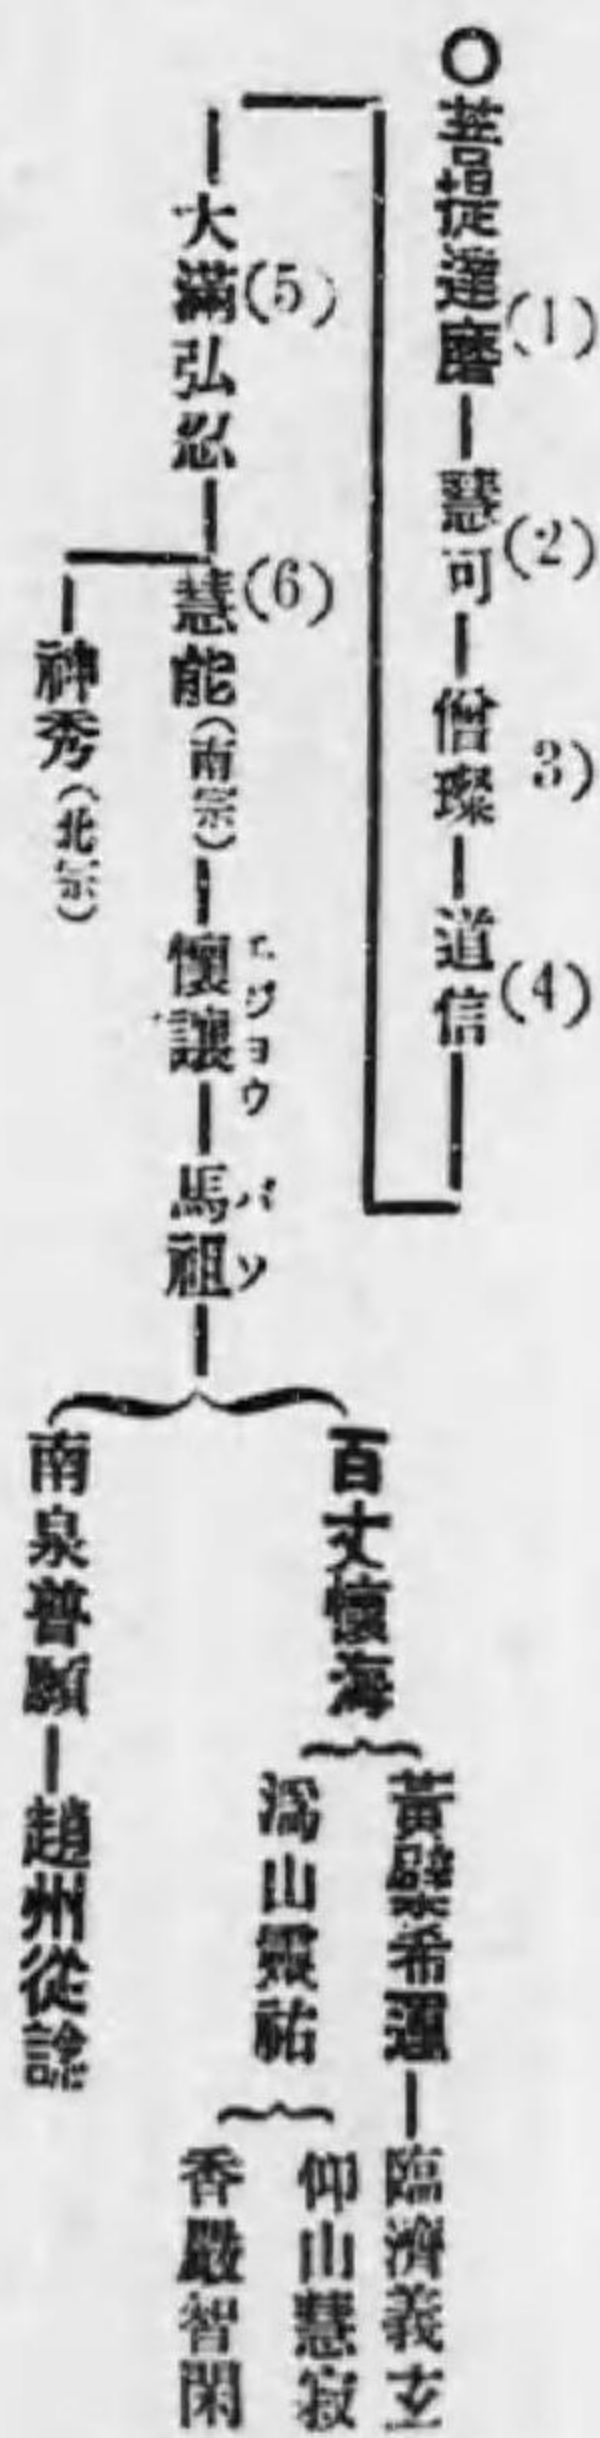 ○菩提達磨(1)―慧可(2)―僧璨3)―道信(4)
大滿弘忍(5)―慧能(6)(南宗)―懷讓―馬祖
エジョウ バソ
神秀(北宗)
百丈懷海
黃檗希運―臨濟義玄
潙山靈祐
仰山慧寂
香嚴智閑
南泉普願―趙州從諗